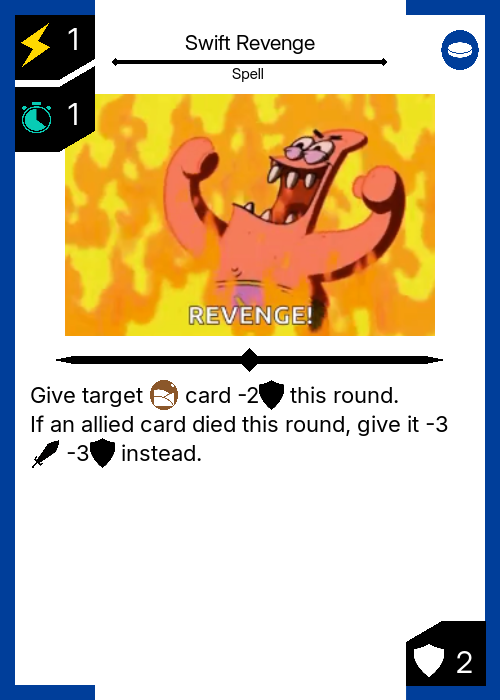 1
Swift Revenge
Spell
1
REVENGE!
Give target card -2 this round.
If an allied card died this round, give it -3
-3 instead.
2